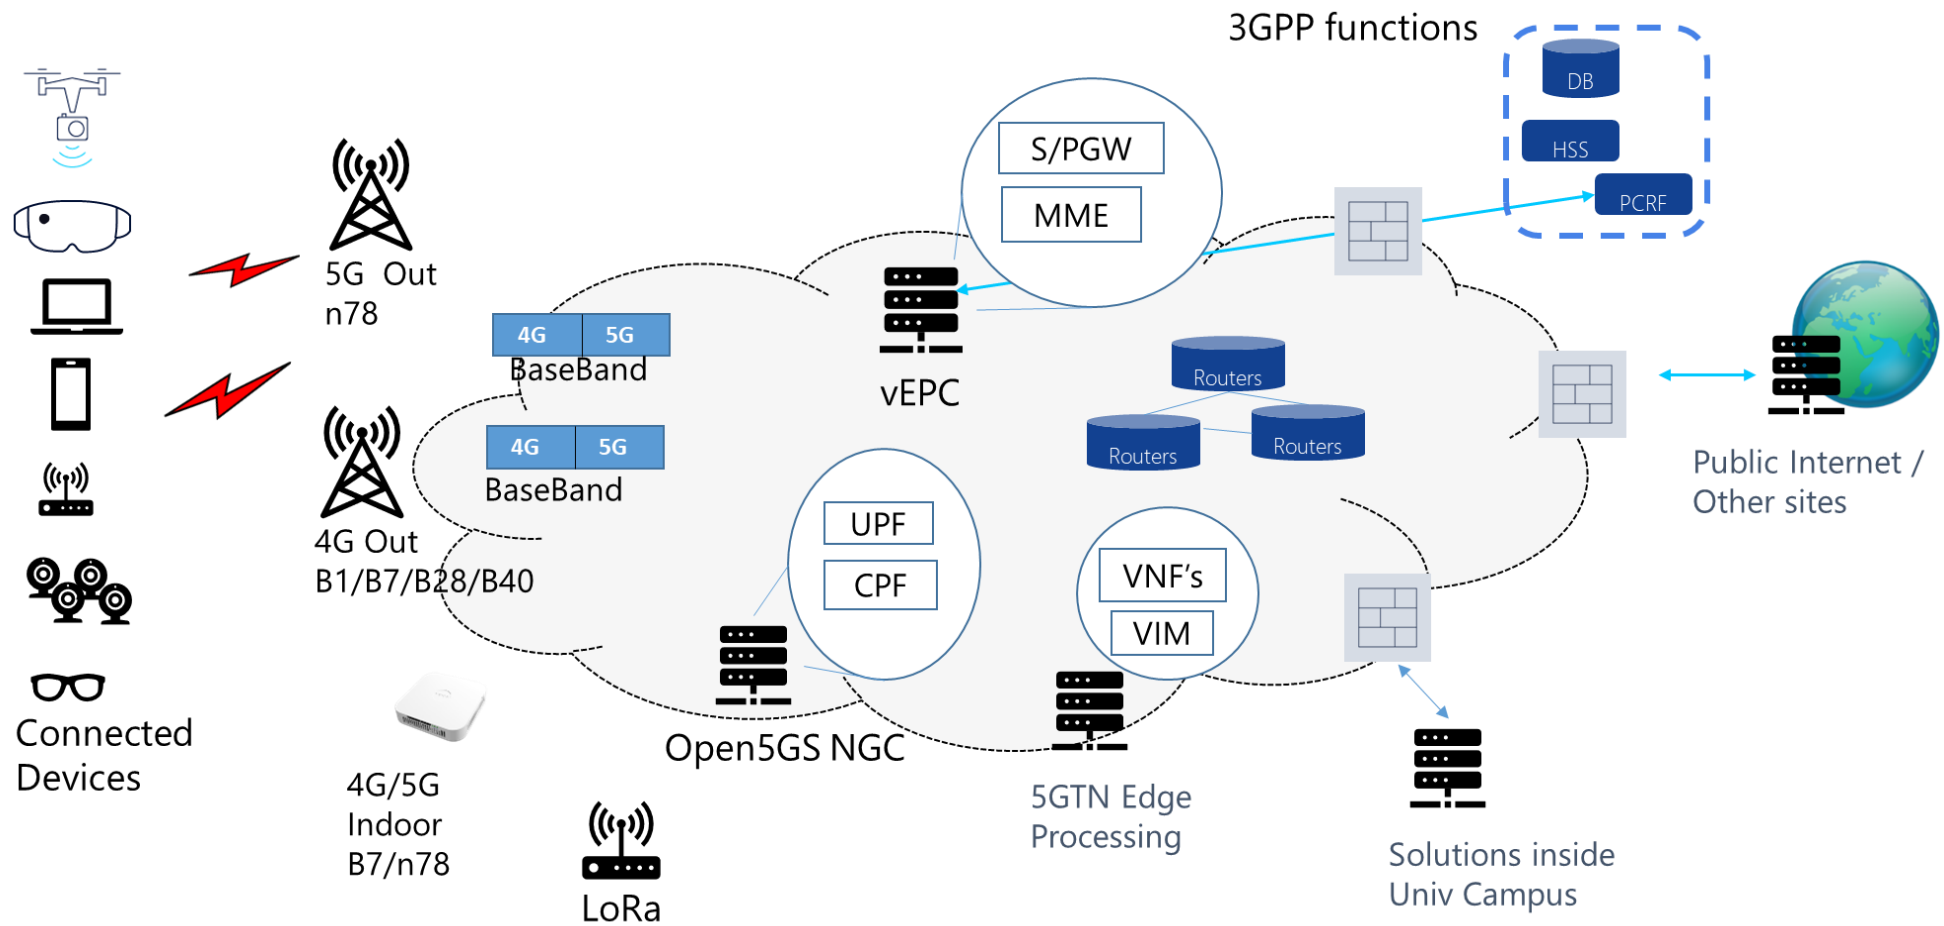 3GPP functions
DB
HSS
PCRF
S/PGW
MME
5G Out
n78
4G 5G
BaseBand
vEPC
Routers
Routers
Routers
4G 5G
BaseBand
Public Internet /
Other sites
4G Out
B1/B7/B28/B40
UPF
CPF
VNF’s
VIM
Connected
Devices
Open5GS NGC
4G/5G
Indoor
B7/n78
5GTN Edge
Processing
LoRa
Solutions inside
Univ Campus